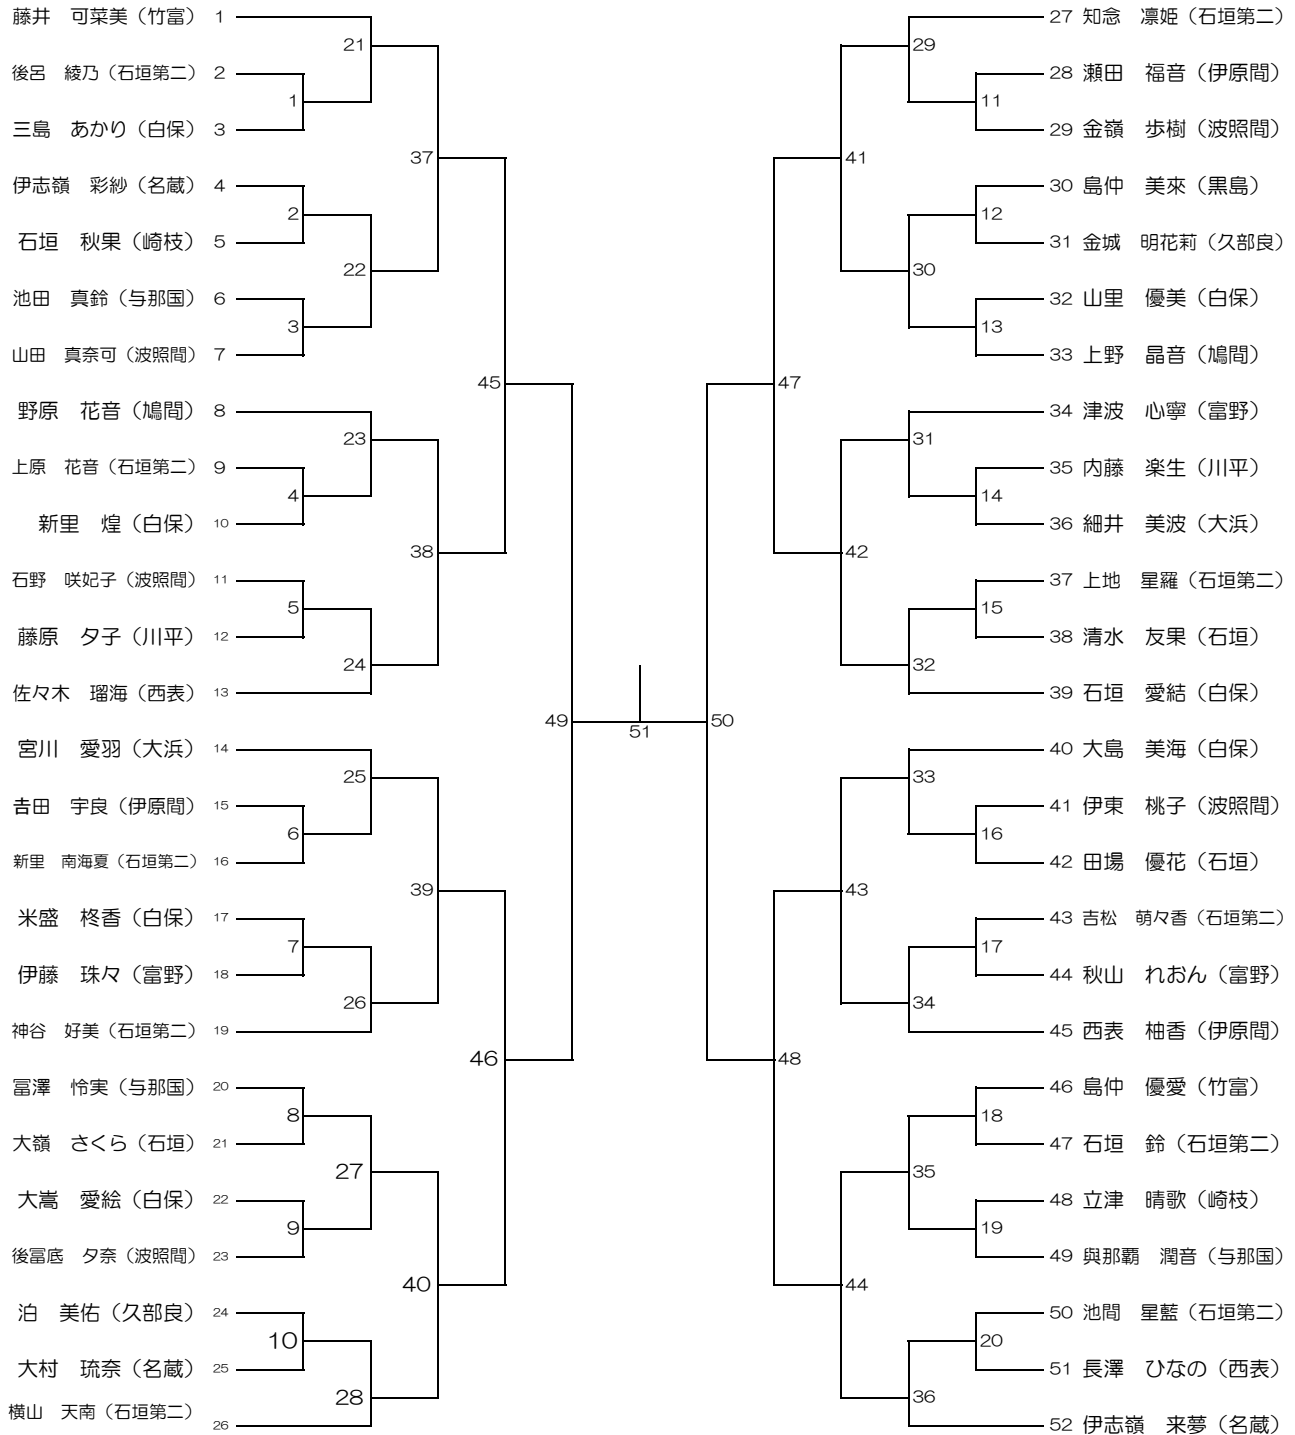 藤井　可菜美（竹富） 1
後呂　綾乃（石垣第二） 2
三島　あかり（白保） 3
伊志嶺　彩紗（名蔵） 4
石垣　秋果（崎枝） 5
池田　真鈴（与那国） 6
山田　真奈可（波照間） 7
野原　花音（鳩間） 8
上原　花音（石垣第二） 9
新里　煌（白保） 10
石野　咲妃子（波照間） 11
藤原　夕子（川平） 12
佐々木　瑠海（西表） 13
宮川　愛羽（大浜） 14
𠮷田　宇良（伊原間） 15
新里　南海夏（石垣第二） 16
米盛　柊香（白保） 17
伊藤　珠々（富野） 18
神谷　好美（石垣第二） 19
冨澤　怜実（与那国） 20
大嶺　さくら（石垣） 21
大嵩　愛絵（白保） 22
後冨底　夕奈（波照間） 23
泊　美佑（久部良） 24
大村　琉奈（名蔵） 25
横山　天南（石垣第二） 26
1
2
3
4
5
6
7
8
9
10
21
22
23
24
25
26
27
28
37
38
39
40
45
46
49
51
50
47
48
41
42
43
44
29
30
31
32
33
34
35
36
11
12
13
14
15
16
17
18
19
20
27 知念　凛姫（石垣第二）
28 瀬田　福音（伊原間）
29 金嶺　歩樹（波照間）
30 島仲　美來（黒島）
31 金城　明花莉（久部良）
32 山里　優美（白保）
33 上野　晶音（鳩間）
34 津波　心寧（富野）
35 内藤　楽生（川平）
36 細井　美波（大浜）
37 上地　星羅（石垣第二）
38 清水　友果（石垣）
39 石垣　愛結（白保）
40 大島　美海（白保）
41 伊東　桃子（波照間）
42 田場　優花（石垣）
43 吉松　萌々香（石垣第二）
44 秋山　れおん（富野）
45 西表　柚香（伊原間）
46 島仲　優愛（竹富）
47 石垣　鈴（石垣第二）
48 立津　晴歌（崎枝）
49 與那覇　潤音（与那国）
50 池間　星藍（石垣第二）
51 長澤　ひなの（西表）
52 伊志嶺　来夢（名蔵）